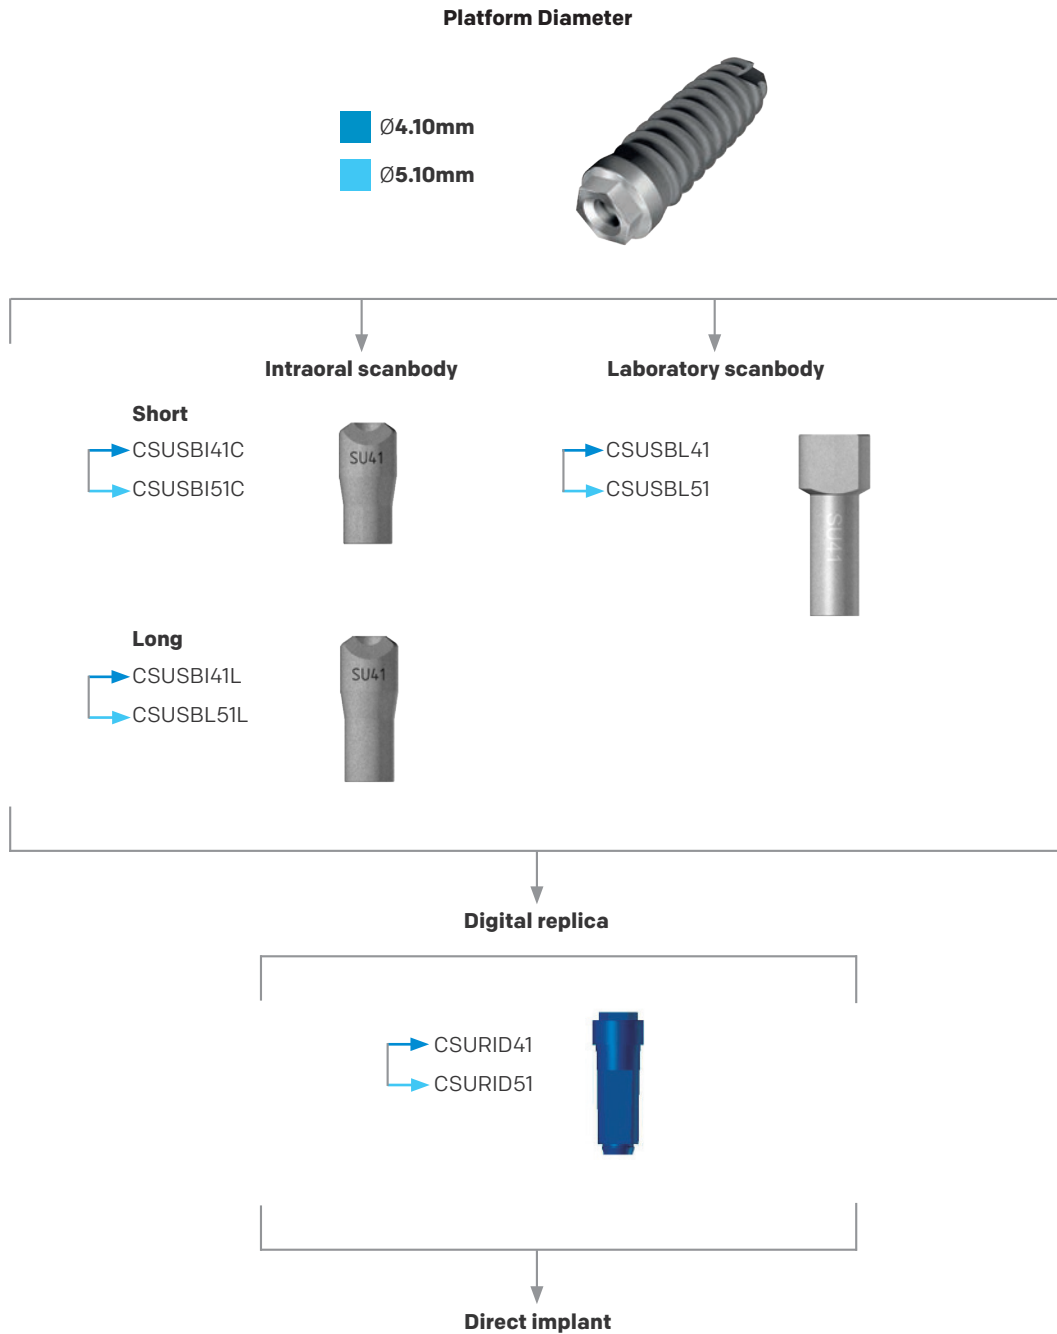 Platform Diameter
Ø4.10mm
Ø5.10mm
Intraoral scanbody
Short
CSUSBI41C
CSUSBI51C
SU41
Long
CSUSBI41L
CSUSBL51L
SU41
Laboratory scanbody
CSUSBL41
CSUSBL51
SU41
Digital replica
CSURID41
CSURID51
Direct implant